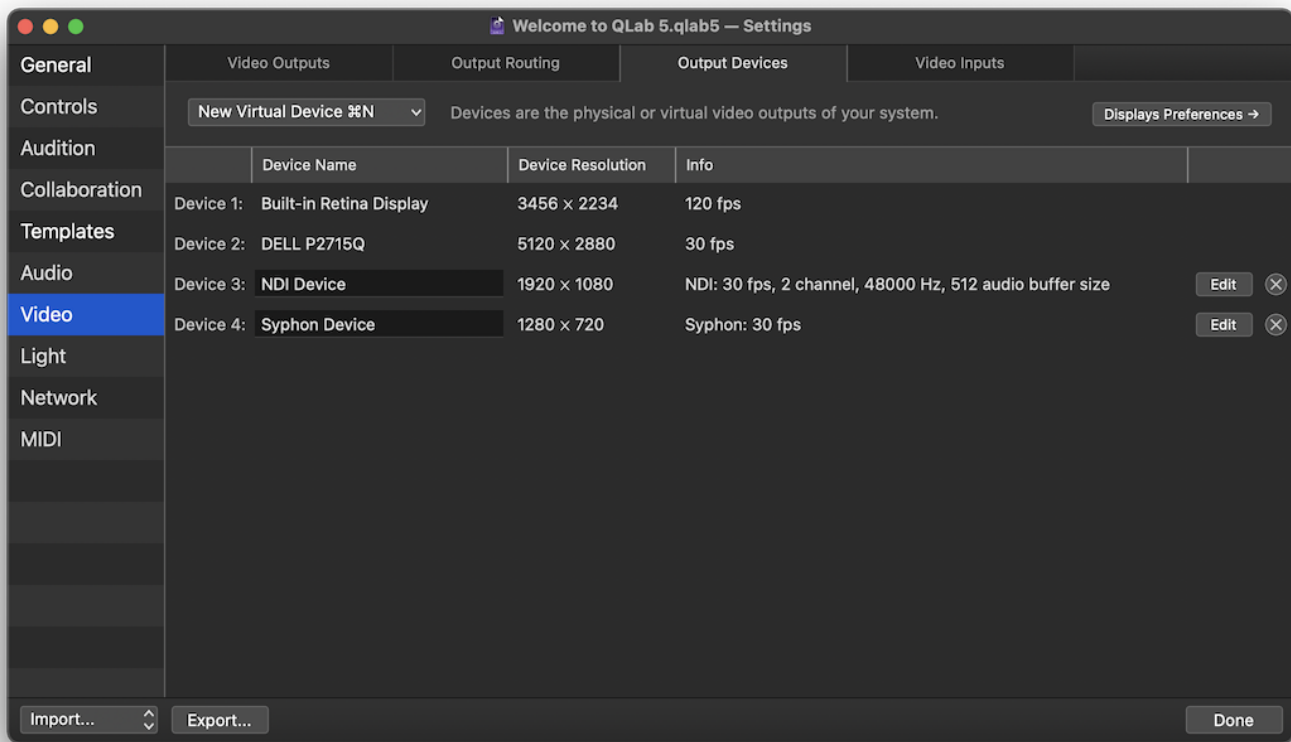 Welcome to QLab 5.qlab5 — Settings
General
Controls
Audition
Collaboration
Templates
Audio
Video
Light
Network
MIDI
Video Outputs Output Routing Output Devices Video Inputs
New Virtual Device ⌘N Devices are the physical or virtual video outputs of your system. Displays Preferences →
Device Name Device Resolution Info
Device 1: Built-in Retina Display 3456 × 2234 120 fps
Device 2: DELL P2715Q 5120 × 2880 30 fps
Device 3: NDI Device 1920 × 1080 NDI: 30 fps, 2 channel, 48000 Hz, 512 audio buffer size Edit
Device 4: Syphon Device 1280 × 720 Syphon: 30 fps Edit
Import... Export... Done